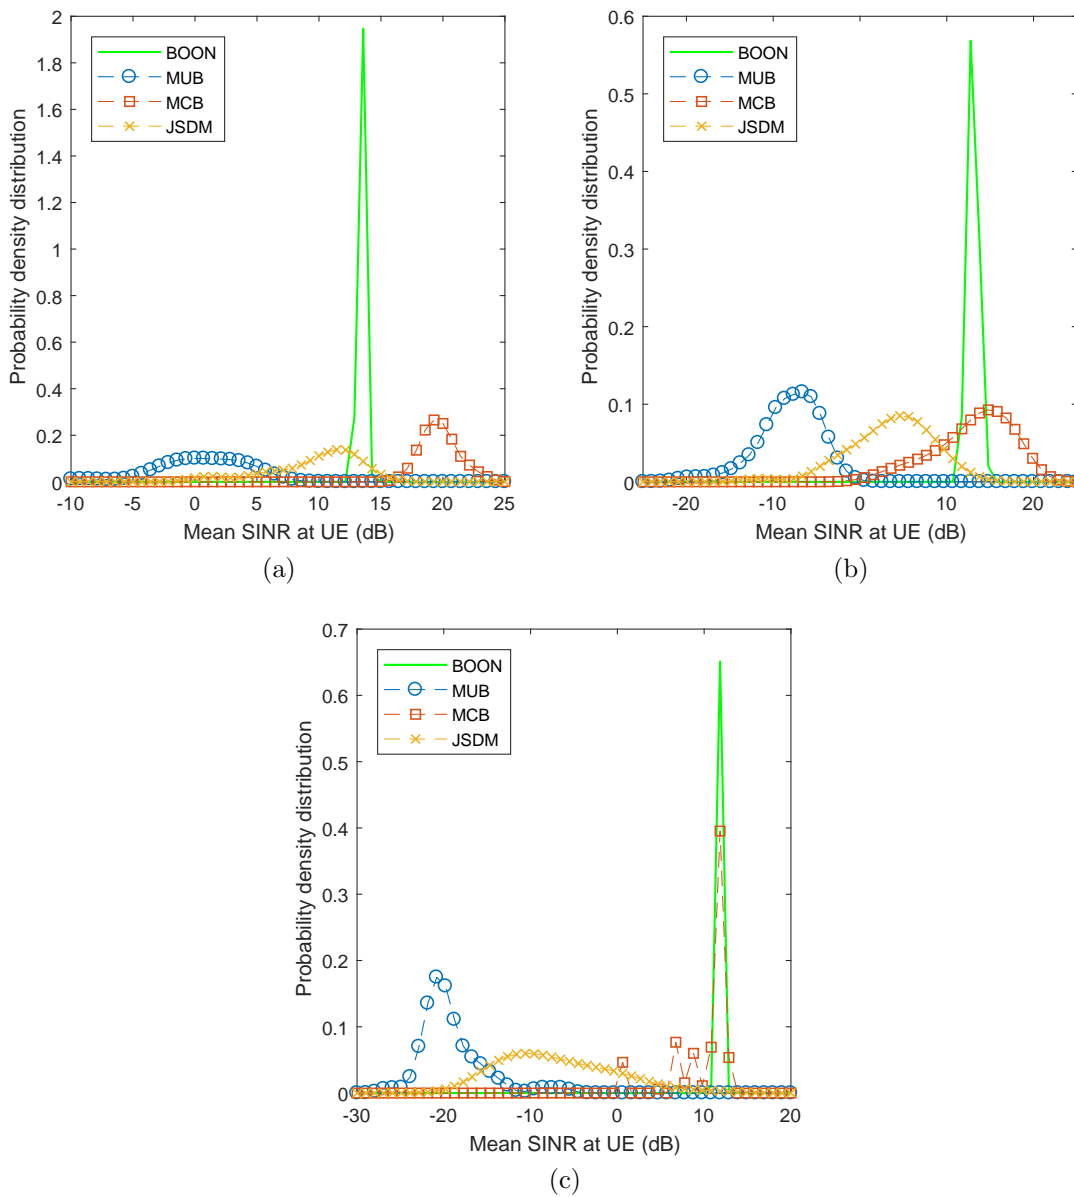 Probability density distribution
2
1.8
1.6
1.4
1.2
1
0.8
0.6
0.4
0.2
0
BOON
MUB
MCB
JSDM
-10 -5 0 5 10 15 20 25
Mean SINR at UE (dB)
(a)
Probability density distribution
0.6
0.5
0.4
0.3
0.2
0.1
0
BOON
MUB
MCB
JSDM
-20 -10 0 10 20
Mean SINR at UE (dB)
(b)
Probability density distribution
0.7
0.6
0.5
0.4
0.3
0.2
0.1
0
BOON
MUB
MCB
JSDM
-30 -20 -10 0 10 20
Mean SINR at UE (dB)
(c)